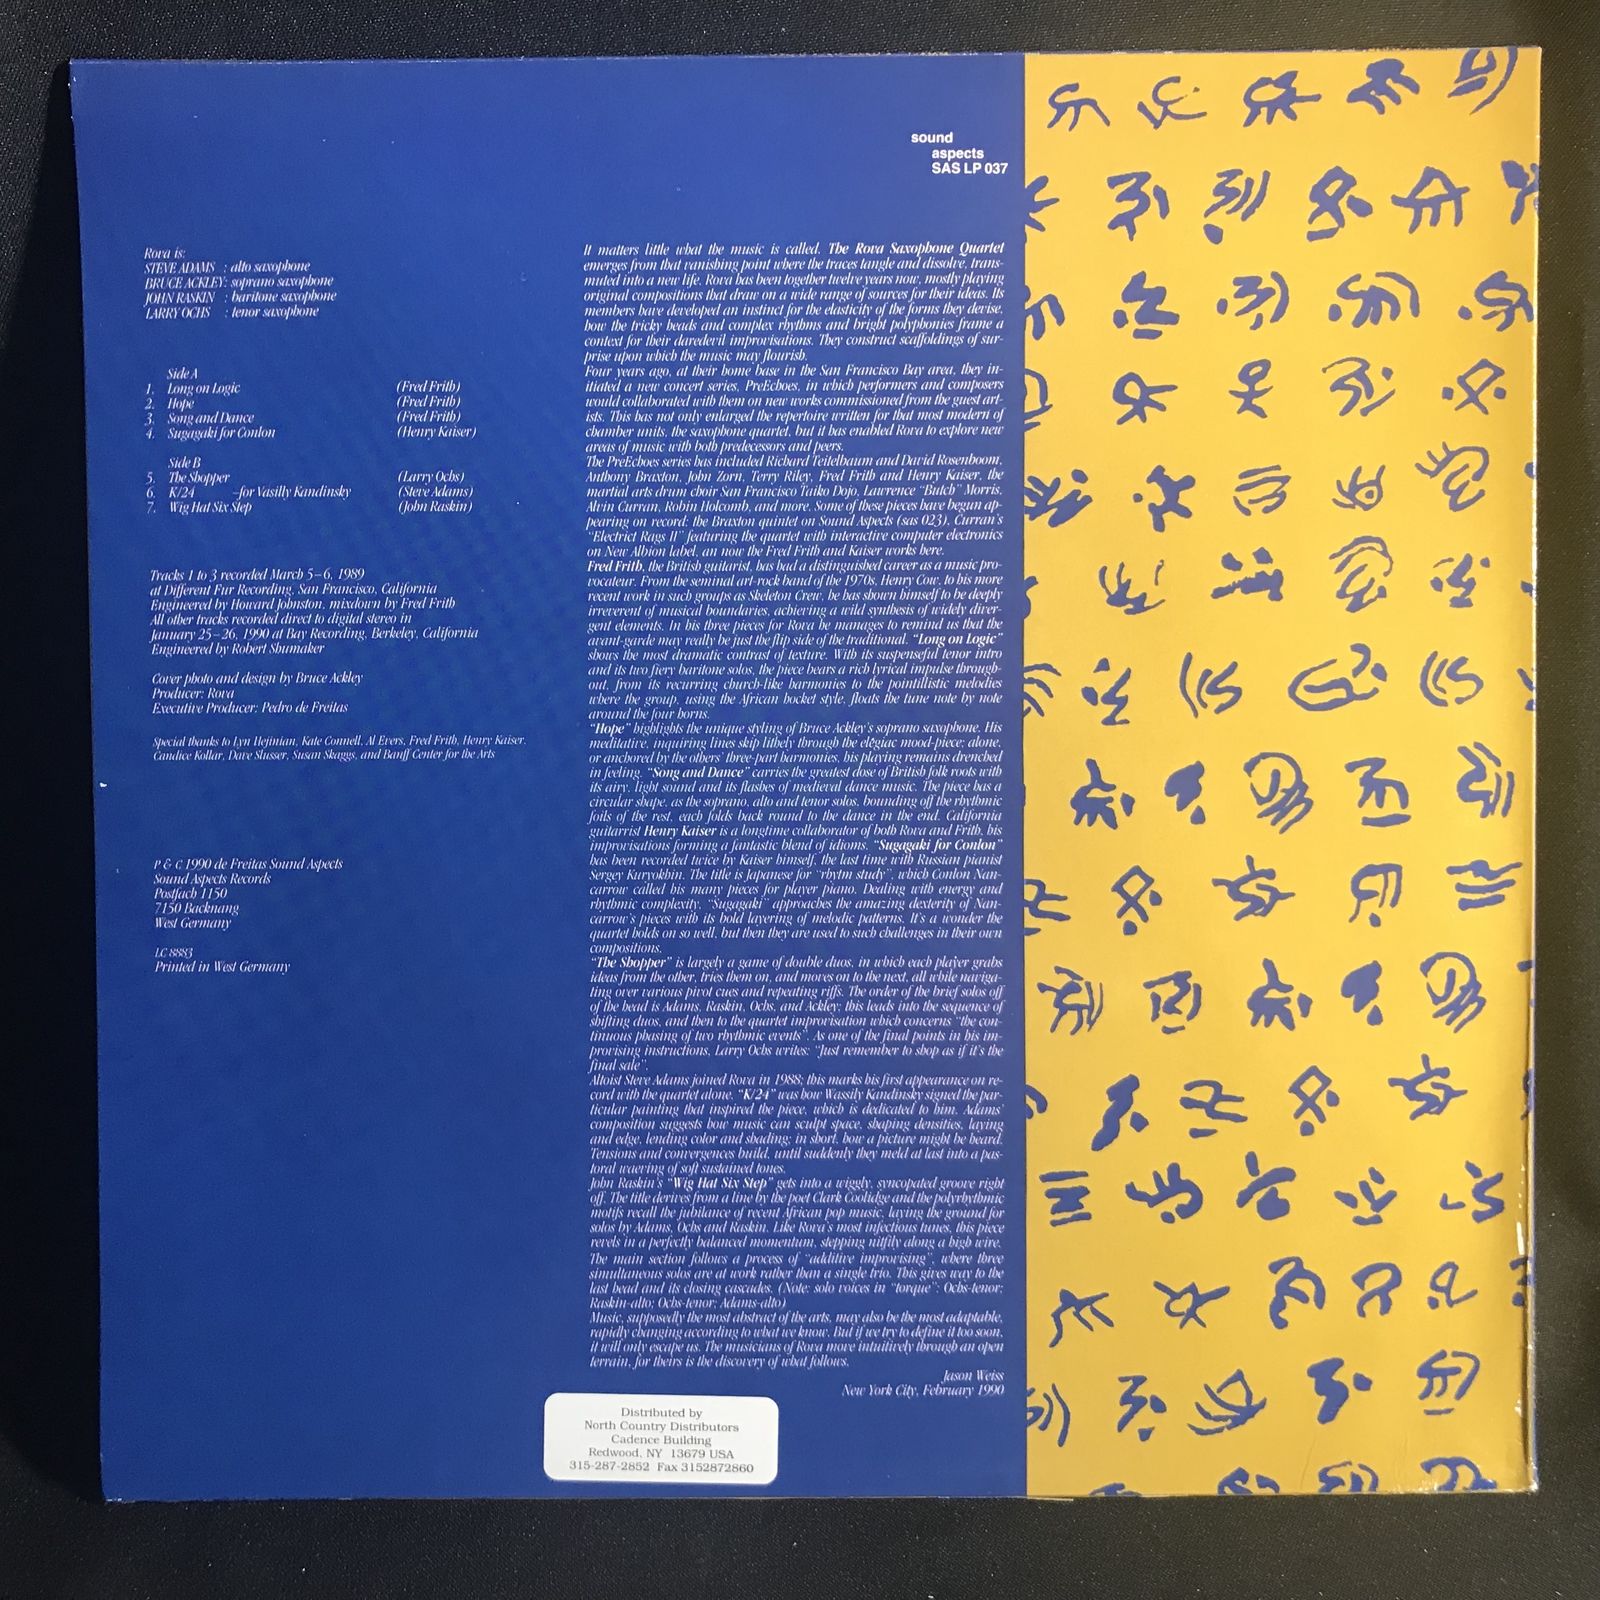 sound
aspects
SAS LP 037
Rova is:
STEVE ADAMS : alto saxophone
BRUCE ACKLEY: soprano saxophone
JOHN RASKIN : baritone saxophone
LARRY OCHS : tenor saxophone
Side A
1. Long on Logic (Fred Frith)
2. Hope (Fred Frith)
3. Song and Dance (Fred Frith)
4. Sugagaki for Conlon (Henry Kaiser)
Side B
5. The Shopper (Larry Ochs)
6. K/24 –for Vasilly Kandinsky (Steve Adams)
7. Wig Hat Six Step (John Raskin)
Tracks 1 to 3 recorded March 5–6, 1989
at Different Fur Recording, San Francisco, California
Engineered by Howard Johnston, mixdown by Fred Frith
All other tracks recorded direct to digital stereo in
January 25–26, 1990 at Bay Recording, Berkeley, California
Engineered by Robert Shumaker
Cover photo and design by Bruce Ackley
Producer: Rova
Executive Producer: Pedro de Freitas
Special thanks to Lyn Hejinian, Kate Connell, Al Evers, Fred Frith, Henry Kaiser,
Candice Kollar, Dave Slusser, Susan Skaggs, and Banff Center for the Arts
P & C 1990 de Freitas Sound Aspects
Sound Aspects Records
Postfach 1150
7150 Backnang
West Germany
LC 8883
Printed in West Germany
It matters little what the music is called. The Rova Saxophone Quartet
emerges from that vanishing point where the traces tangle and dissolve, trans-
muted into a new life. Rova has been together twelve years now, mostly playing
original compositions that draw on a wide range of sources for their ideas. Its
members have developed an instinct for the elasticity of the forms they devise,
how the tricky heads and complex rhythms and bright polyphonies frame a
context for their daredevil improvisations. They construct scaffoldings of sur-
prise upon which the music may flourish.
Four years ago, at their home base in the San Francisco Bay area, they in-
itiated a new concert series, PreEchoes, in which performers and composers
would collaborated with them on new works commissioned from the guest art-
ists. This has not only enlarged the repertoire written for that most modern of
chamber units, the saxophone quartet, but it has enabled Rova to explore new
areas of music with both predecessors and peers.
The PreEchoes series has included Richard Teitelbaum and David Rosenboom,
Anthony Braxton, John Zorn, Terry Riley, Fred Frith and Henry Kaiser, the
martial arts drum choir San Francisco Taiko Dojo, Lawrence "Butch" Morris,
Alvin Curran, Robin Holcomb, and more. Some of these pieces have begun ap-
pearing on record: the Braxton quintet on Sound Aspects (sas 023), Curran's
"Electrict Rags II" featuring the quartet with interactive computer electronics
on New Albion label, an now the Fred Frith and Kaiser works here.
Fred Frith, the British guitarist, has had a distinguished career as a music pro-
vocateur. From the seminal art-rock band of the 1970s, Henry Cow, to his more
recent work in such groups as Skeleton Crew, he has shown himself to be deeply
irreverent of musical boundaries, achieving a wild synthesis of widely diver-
gent elements. In his three pieces for Rova he manages to remind us that the
avant-garde may really be just the flip side of the traditional. "Long on Logic"
shows the most dramatic contrast of texture. With its suspenseful tenor intro
and its two fiery baritone solos, the piece bears a rich lyrical impulse through-
out, from its recurring church-like harmonies to the pointillistic melodies
where the group, using the African hocket style, floats the tune note by note
around the four horns.
"Hope" highlights the unique styling of Bruce Ackley's soprano saxophone. His
meditative, inquiring lines skip lithely through the elegiac mood-piece; alone,
or anchored by the others' three-part harmonies, his playing remains drenched
in feeling. "Song and Dance" carries the greatest dose of British folk roots with
its airy, light sound and its flashes of medieval dance music. The piece has a
circular shape, as the soprano, alto and tenor solos, bounding off the rhythmic
foils of the rest, each folds back round to the dance in the end. California
guitarrist Henry Kaiser is a longtime collaborator of both Rova and Frith, his
improvisations forming a fantastic blend of idioms. "Sugagaki for Conlon"
has been recorded twice by Kaiser himself, the last time with Russian pianist
Sergey Kuryokhin. The title is Japanese for "rhytm study", which Conlon Nan-
carrow called his many pieces for player piano. Dealing with energy and
rhythmic complexity, "Sugagaki" approaches the amazing dexterity of Nan-
carrow's pieces with its bold layering of melodic patterns. It's a wonder the
quartet holds on so well, but then they are used to such challenges in their own
compositions.
"The Shopper" is largely a game of double duos, in which each player grabs
ideas from the other, tries them on, and moves on to the next, all while naviga-
ting over various pivot cues and repeating riffs. The order of the brief solos off
of the head is Adams, Raskin, Ochs, and Ackley; this leads into the sequence of
shifting duos, and then to the quartet improvisation which concerns "the con-
tinuous phasing of two rhythmic events". As one of the final points in his im-
provising instructions, Larry Ochs writes: "Just remember to shop as if it's the
final sale".
Altoist Steve Adams joined Rova in 1988; this marks his first appearance on re-
cord with the quartet alone. "K/24" was how Wassily Kandinsky signed the par-
ticular painting that inspired the piece, which is dedicated to him. Adams'
composition suggests how music can sculpt space, shaping densities, laying
and edge, lending color and shading; in short, how a picture might be heard.
Tensions and convergences build, until suddenly they meld at last into a pas-
toral waeving of soft sustained tones.
John Raskin's "Wig Hat Six Step" gets into a wiggly, syncopated groove right
off. The title derives from a line by the poet Clark Coolidge and the polyrhythmic
motifs recall the jubilance of recent African pop music, laying the ground for
solos by Adams, Ochs and Raskin. Like Rova's most infectious tunes, this piece
revels in a perfectly balanced momentum, stepping nitfily along a high wire.
The main section follows a process of "additive improvising", where three
simultaneous solos are at work rather than a single trio. This gives way to the
last head and its closing cascades. (Note: solo voices in "torque": Ochs-tenor;
Raskin-alto; Ochs-tenor; Adams-alto)
Music, supposedly the most abstract of the arts, may also be the most adaptable,
rapidly changing according to what we know. But if we try to define it too soon,
it will only escape us. The musicians of Rova move intuitively through an open
terrain, for theirs is the discovery of what follows.
Jason Weiss
New York City, February 1990
Distributed by
North Country Distributors
Cadence Building
Redwood, NY 13679 USA
315-287-2852 Fax 3152872860